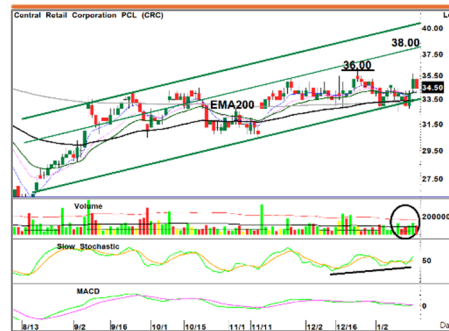 Central Retail Corporation PCL (CRC)
40.00
38.00
37.50
36.00
35.50
34.50
33.50
EMA200
31.50
29.50
27.50
Volume
200000
Slow Stochastic
50
MACD
0
8/13 9/2 9/16 10/1 10/15 11/1 11/11 12/2 12/16 1/2